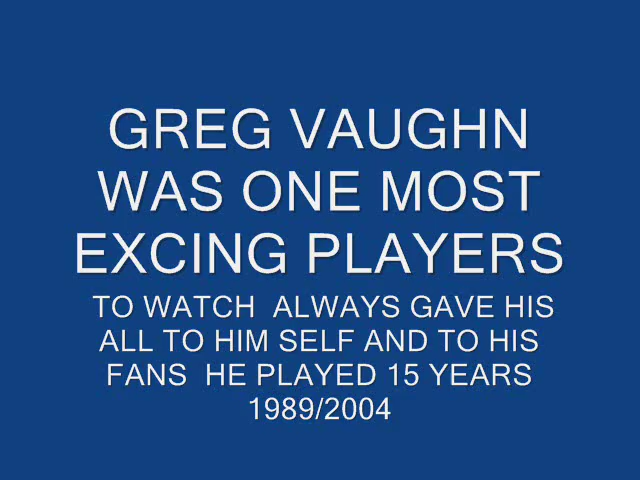 GREG VAUGHN
WAS ONE MOST
EXCING PLAYERS
TO WATCH  ALWAYS GAVE HIS
ALL TO HIM SELF AND TO HIS
FANS  HE PLAYED 15 YEARS
1989/2004